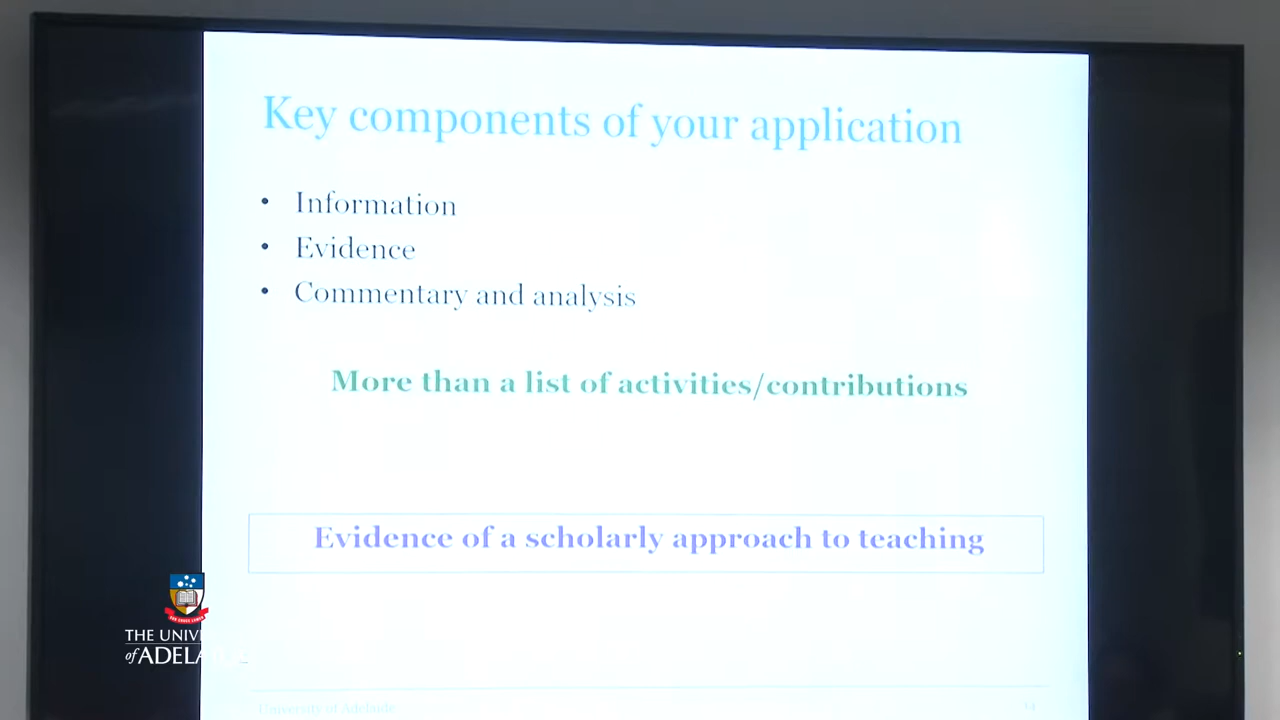 Key components of your application
• Information
• Evidence
• Commentary and analysis
More than a list of activities/contributions
Evidence of a scholarly approach to teaching
THE UNIV
of ADELA
University of Adelaide
14